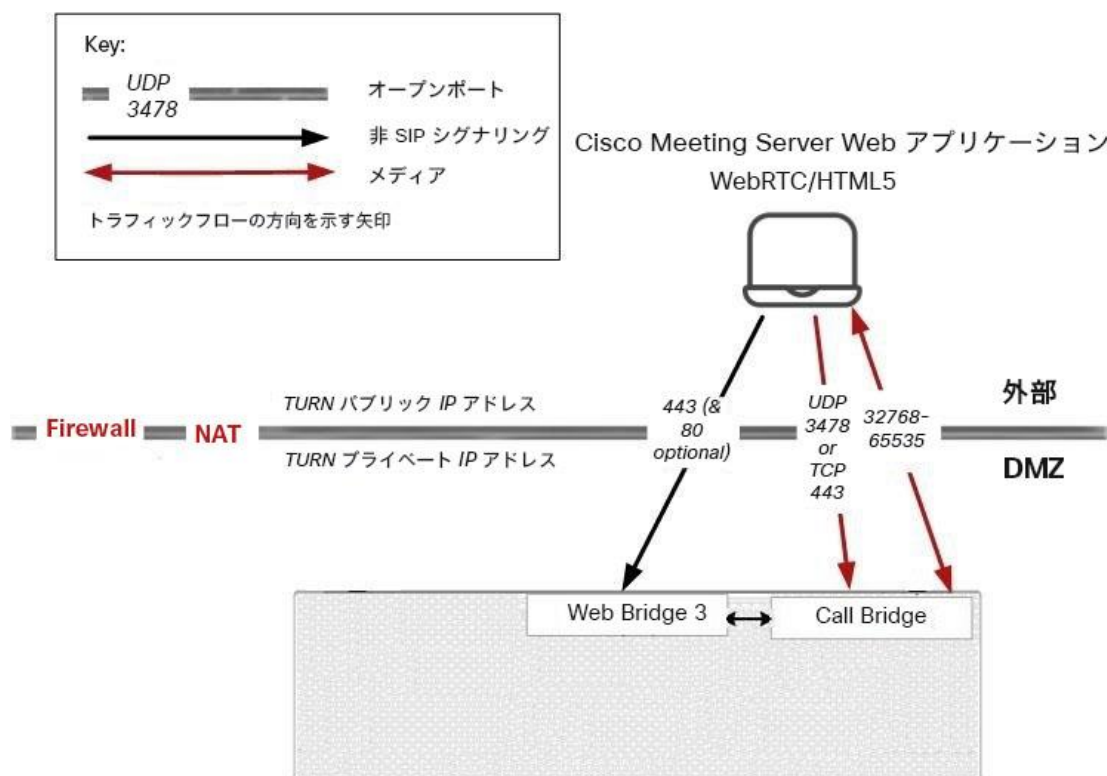 Key:
UDP
3478
オープンポート
非 SIP シグナリング
メディア
トラフィックフローの方向を示す矢印
Cisco Meeting Server Web アプリケーション
WebRTC/HTML5
TURN パブリック IP アドレス
Firewall
NAT
TURN プライベート IP アドレス
443 (&
80
optional)
UDP
3478
or
TCP
443
32768-
65535
外部
DMZ
Web Bridge 3
Call Bridge